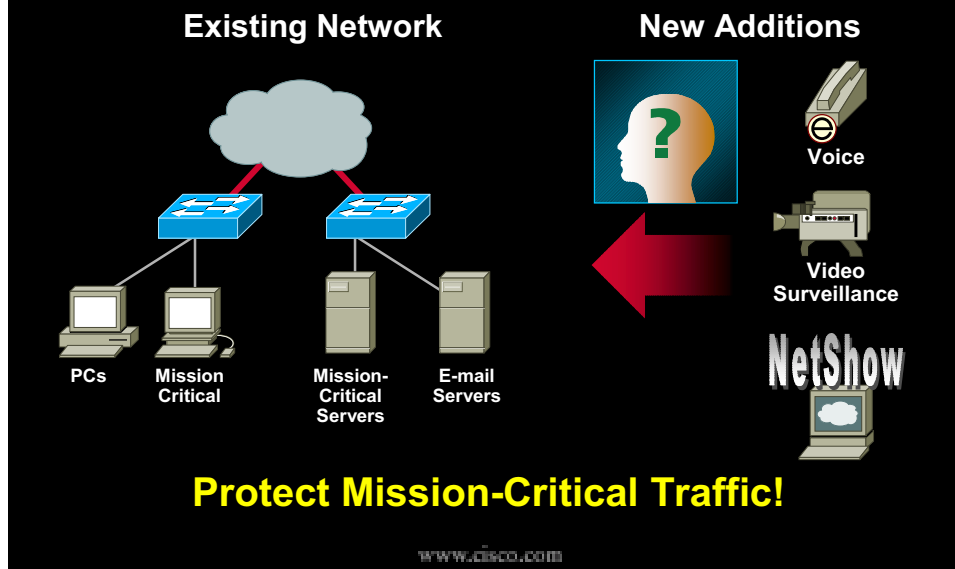 Existing Network
New Additions
?
e
Voice
Video
Surveillance
NetShow
PCs
Mission
Critical
Mission-
Critical
Servers
E-mail
Servers
Protect Mission-Critical Traffic!
www.cisco.com